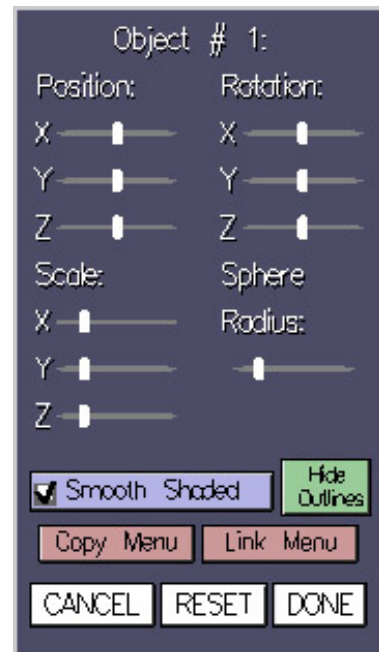 Object # 1:
Position: Rotation:
X X
Y Y
Z Z
Scale: Sphere
X Radius:
Y
Z
Smooth Shaded
Hide
Outlines
Copy Menu Link Menu
CANCEL RESET DONE